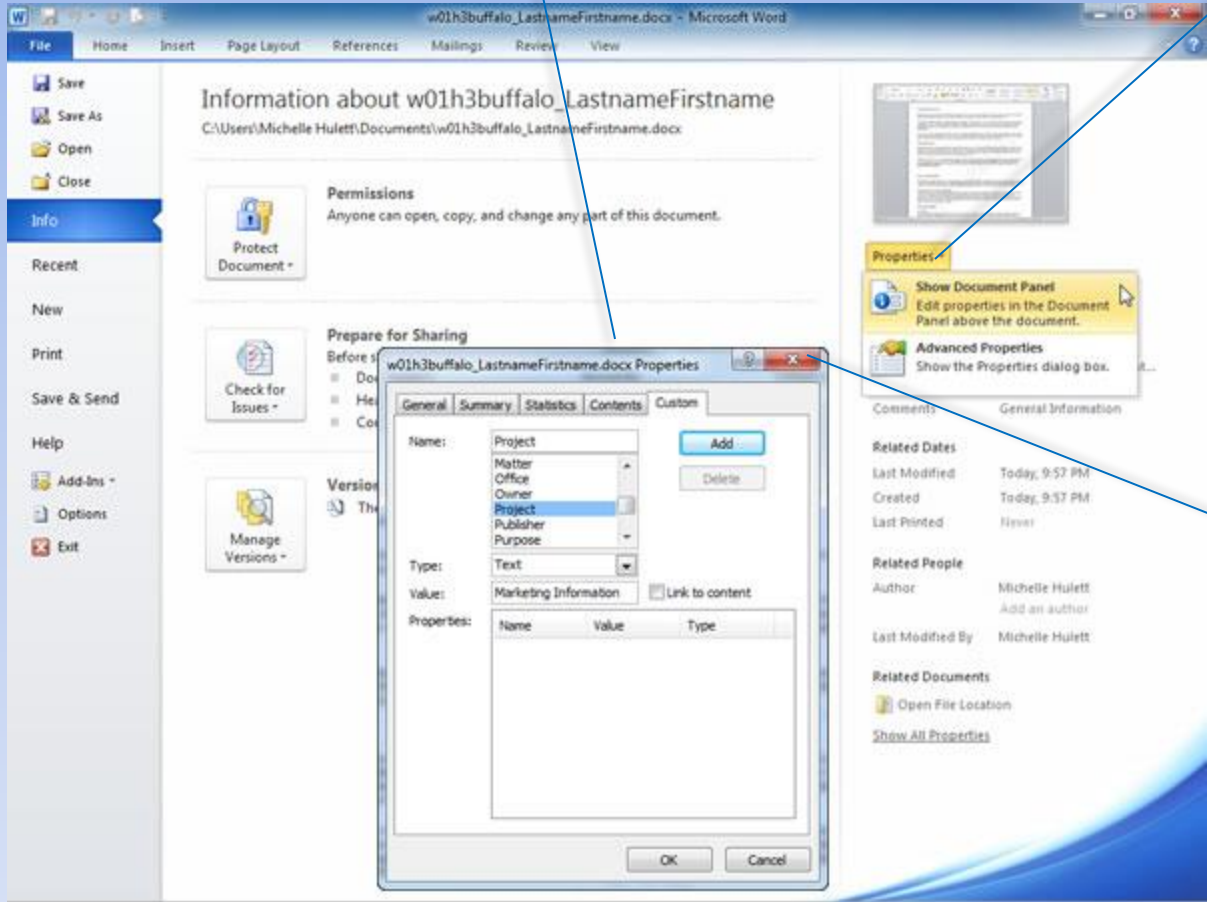 w01h3buffalo_LastnameFirstname.docx - Microsoft Word
File Home Insert Page Layout References Mailings Review View
Save
Save As
Open
Close
Info
Recent
New
Print
Save & Send
Help
Add-Ins
Options
Exit
Information about w01h3buffalo_LastnameFirstname
C:\Users\Michelle Hulett\Documents\w01h3buffalo_LastnameFirstname.docx
Protect
Document
Permissions
Anyone can open, copy, and change any part of this document.
Check for
Issues
Prepare for Sharing
Before s
Do
He
Co
Manage
Versions
Version
Th
w01h3buffalo_LastnameFirstname.docx Properties
General Summary Statistics Contents Custom
Name: Project
Add
Matter
Office
Owner
Project
Publisher
Purpose
Delete
Type: Text
Value: Marketing Information Link to content
Properties: Name Value Type
OK Cancel
Properties
Show Document Panel
Edit properties in the Document
Panel above the document.
Advanced Properties
Show the Properties dialog box.
Comments General Information
Related Dates
Last Modified Today, 9:57 PM
Created Today, 9:57 PM
Last Printed Never
Related People
Author Michelle Hulett
Add an author
Last Modified By Michelle Hulett
Related Documents
Open File Location
Show All Properties